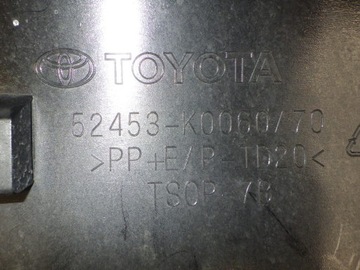 TOYOTA
52453-K0060/70
>PP+E/P-TD20<
TSOP-7B